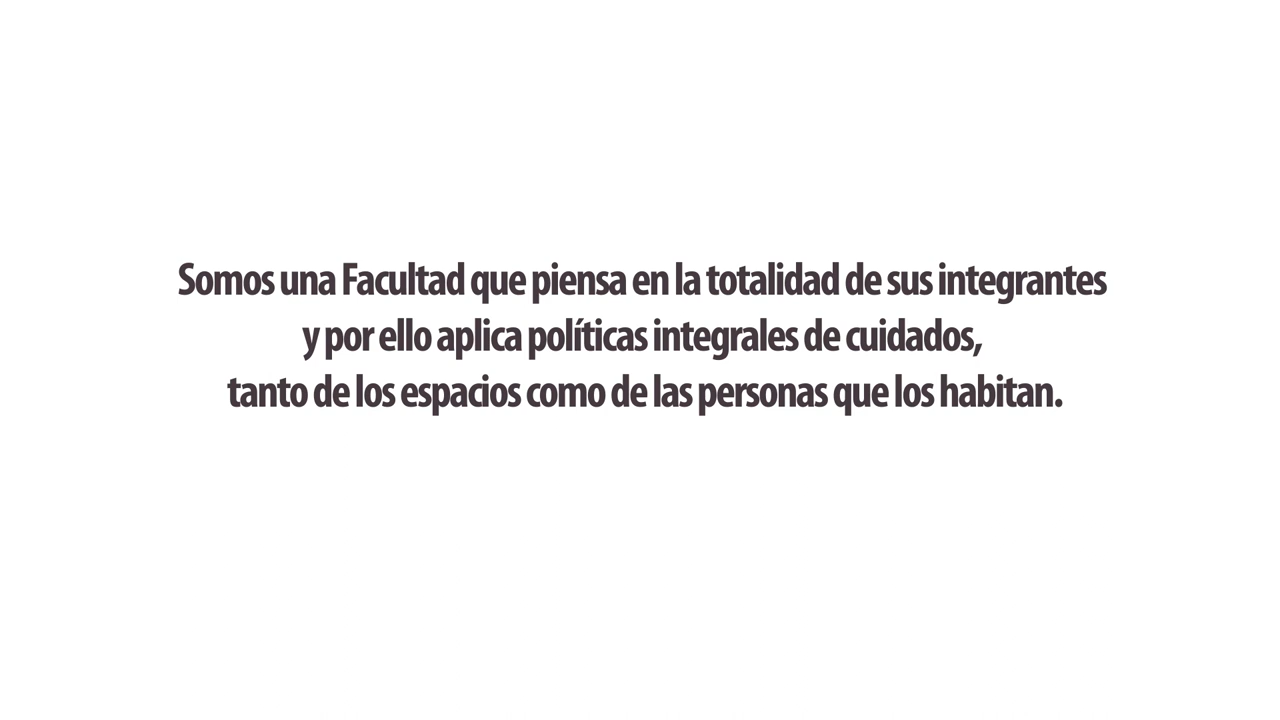 Somos una Facultad que piensa en la totalidad de sus integrantes
y por ello aplica políticas integrales de cuidados,
tanto de los espacios como de las personas que los habitan.